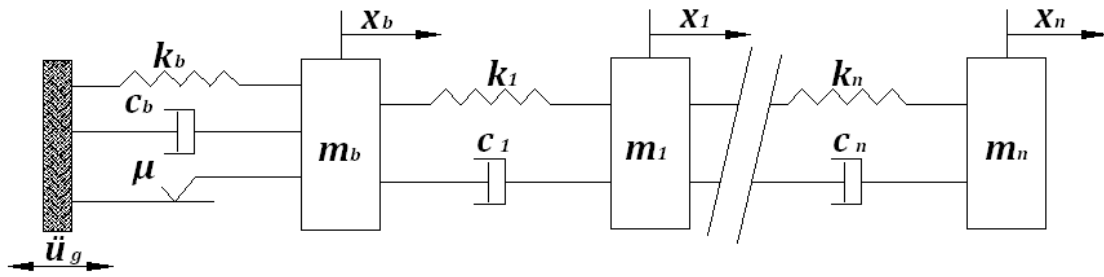 x_b x_1 x_n
k_b k_1 k_n
c_b
m_b c_1 m_1 c_n m_n
μ
ü_g